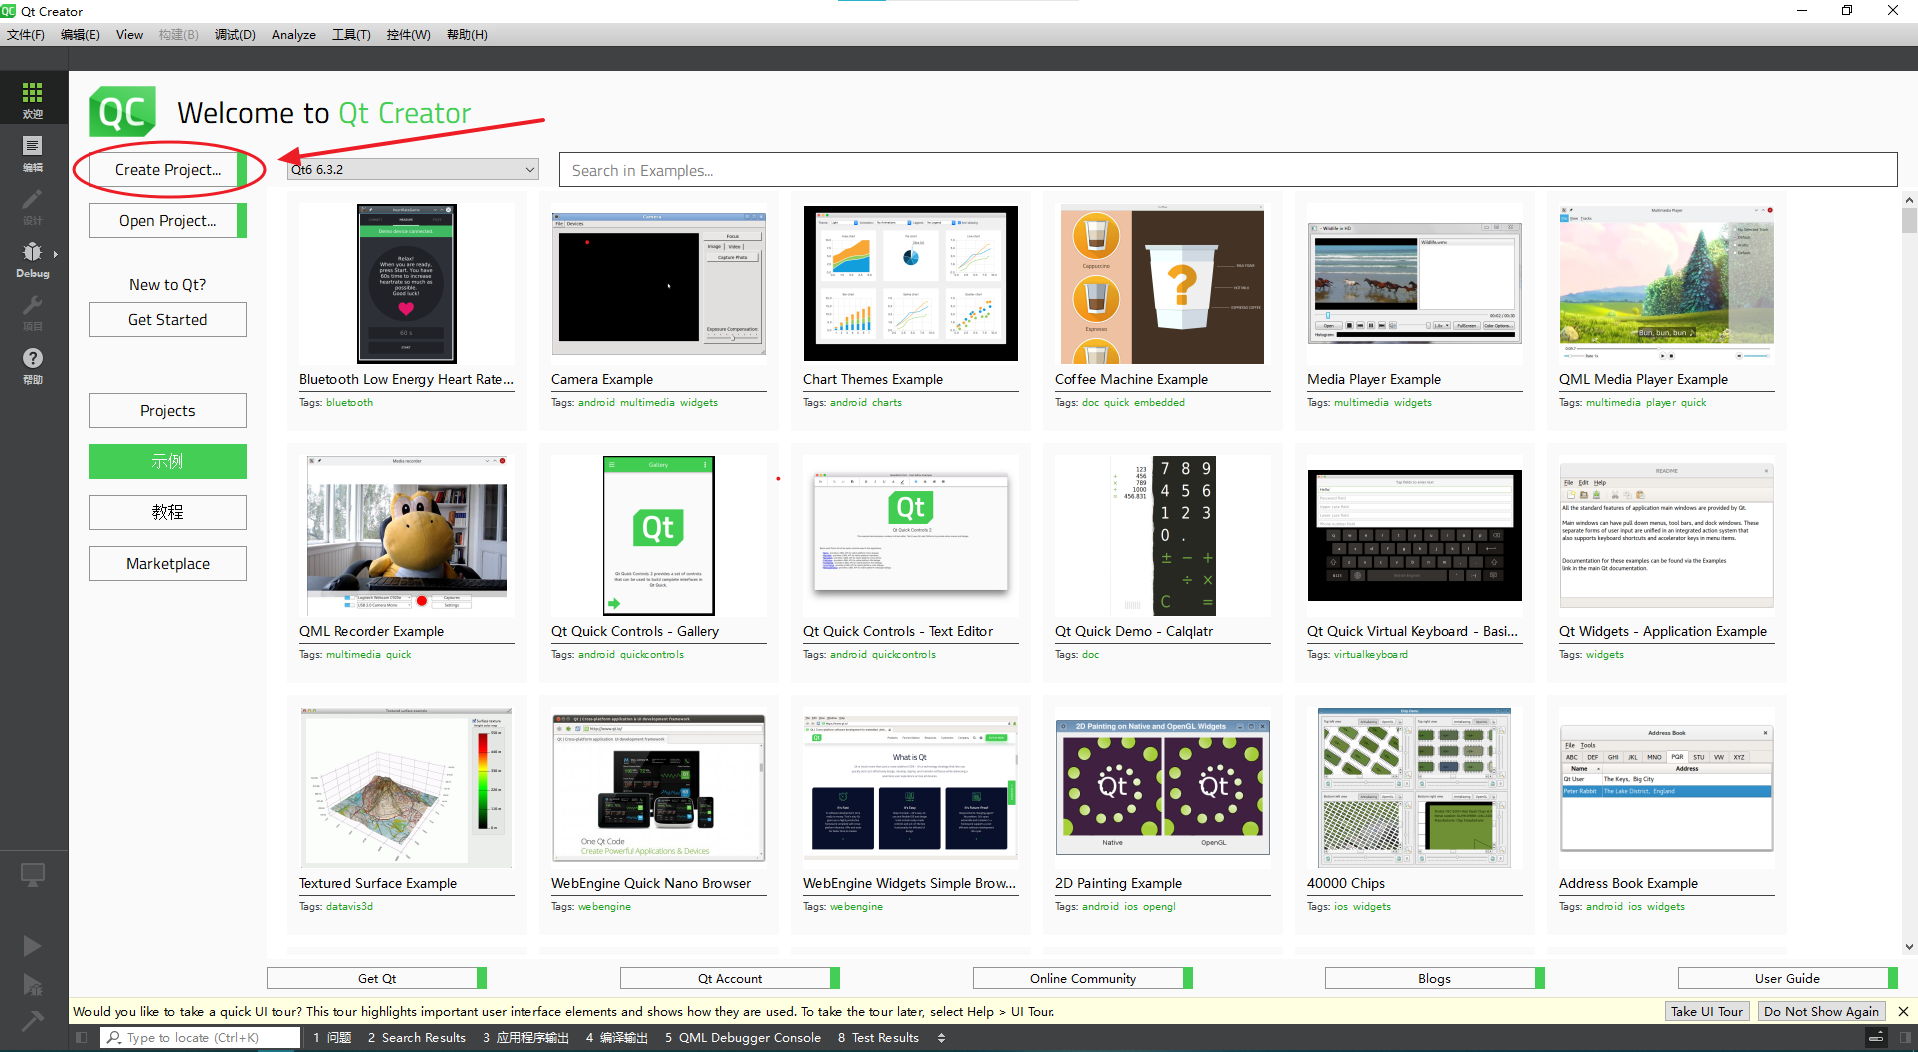 Qt Creator
文件(F) 编辑(E) View 构建(B) 调试(D) Analyze 工具(T) 控件(W) 帮助(H)
欢迎
编辑
设计
Debug
项目
帮助
QC
Welcome to Qt Creator
Create Project...
Qt6 6.3.2
Search in Examples...
Open Project...
New to Qt?
Get Started
Projects
示例
教程
Marketplace
Bluetooth Low Energy Heart Rate...
Tags: bluetooth
Camera Example
Tags: android multimedia widgets
Chart Themes Example
Tags: android charts
Coffee Machine Example
Tags: doc quick embedded
Media Player Example
Tags: multimedia widgets
QML Media Player Example
Tags: multimedia player quick
QML Recorder Example
Tags: multimedia quick
Qt Quick Controls - Gallery
Tags: android quickcontrols
Qt Quick Controls - Text Editor
Tags: android quickcontrols
Qt Quick Demo - Calqlatr
Tags: doc
Qt Quick Virtual Keyboard - Basi...
Tags: virtualkeyboard
Qt Widgets - Application Example
Tags: widgets
Textured Surface Example
Tags: datavis3d
WebEngine Quick Nano Browser
Tags: webengine
WebEngine Widgets Simple Brow...
Tags: webengine
2D Painting Example
Tags: android ios opengl
40000 Chips
Tags: ios widgets
Address Book Example
Tags: android ios widgets
Get Qt
Qt Account
Online Community
Blogs
User Guide
Would you like to take a quick UI tour? This tour highlights important user interface elements and shows how they are used. To take the tour later, select Help > UI Tour.
Take UI Tour
Do Not Show Again
Type to locate (Ctrl+K)
1 问题 2 Search Results 3 应用程序输出 4 编译输出 5 QML Debugger Console 8 Test Results